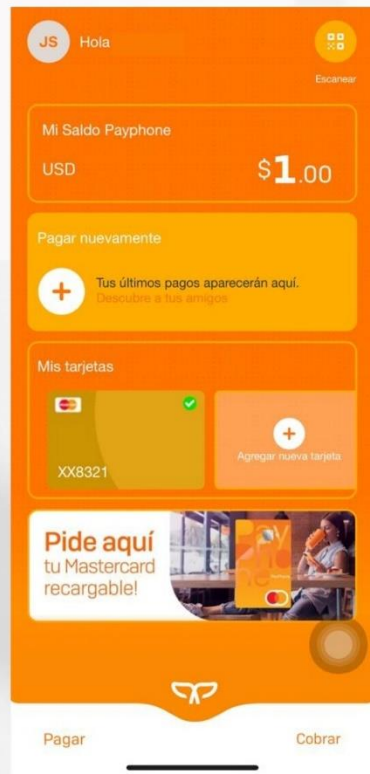 JS
Hola
Escanear
Mi Saldo Payphone
USD
$1.00
Pagar nuevamente
Tus últimos pagos aparecerán aquí.
Descubre a tus amigos
Mis tarjetas
XX8321
Agregar nueva tarjeta
Pide aquí
tu Mastercard
recargable!
Pagar
Cobrar